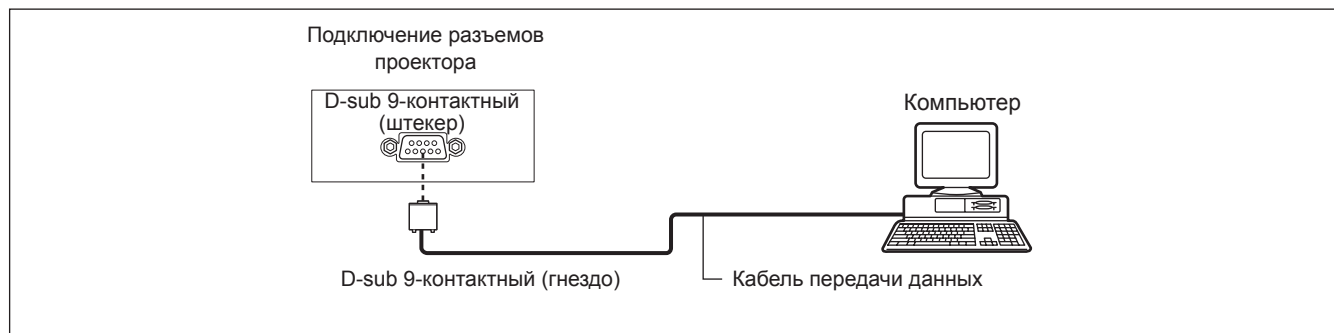 Подключение разъемов
проектора
D-sub 9-контактный
(штекер)
Компьютер
D-sub 9-контактный (гнездо)
Кабель передачи данных